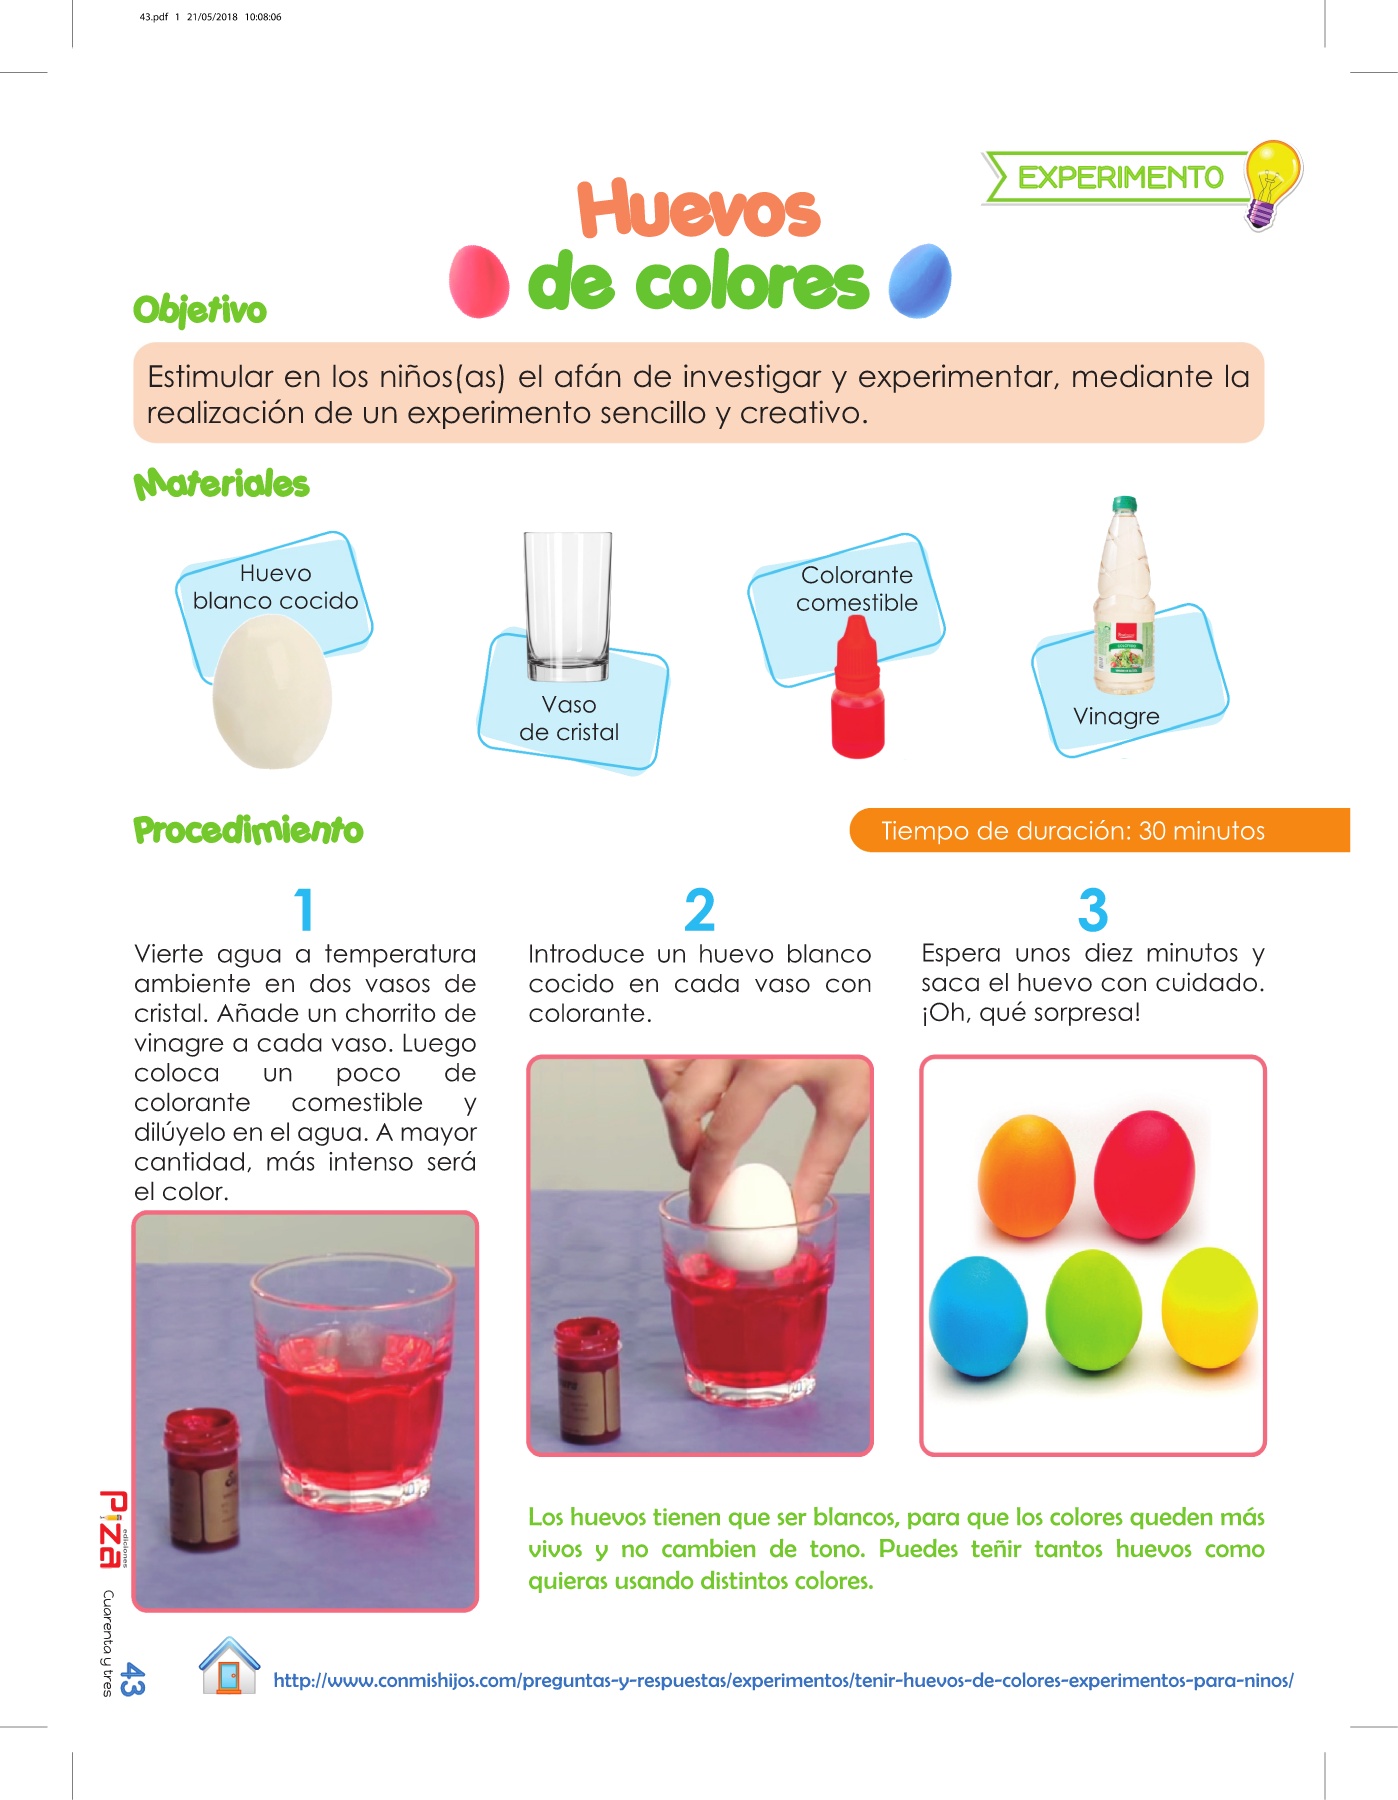 43.pdf 1 21/05/2018 10:08:06
EXPERIMENTO
Huevos
de colores
Objetivo
Estimular en los niños(as) el afán de investigar y experimentar, mediante la
realización de un experimento sencillo y creativo.
Materiales
Huevo
blanco cocido
Vaso
de cristal
Colorante
comestible
Vinagre
Procedimiento
Tiempo de duración: 30 minutos
1
Vierte agua a temperatura
ambiente en dos vasos de
cristal. Añade un chorrito de
vinagre a cada vaso. Luego
coloca un poco de
colorante comestible y
dilúyelo en el agua. A mayor
cantidad, más intenso será
el color.
2
Introduce un huevo blanco
cocido en cada vaso con
colorante.
3
Espera unos diez minutos y
saca el huevo con cuidado.
¡Oh, qué sorpresa!
Los huevos tienen que ser blancos, para que los colores queden más
vivos y no cambien de tono. Puedes teñir tantos huevos como
quieras usando distintos colores.
Piza
ediciones
Cuarenta y tres
43
http://www.conmishijos.com/preguntas-y-respuestas/experimentos/tenir-huevos-de-colores-experimentos-para-ninos/